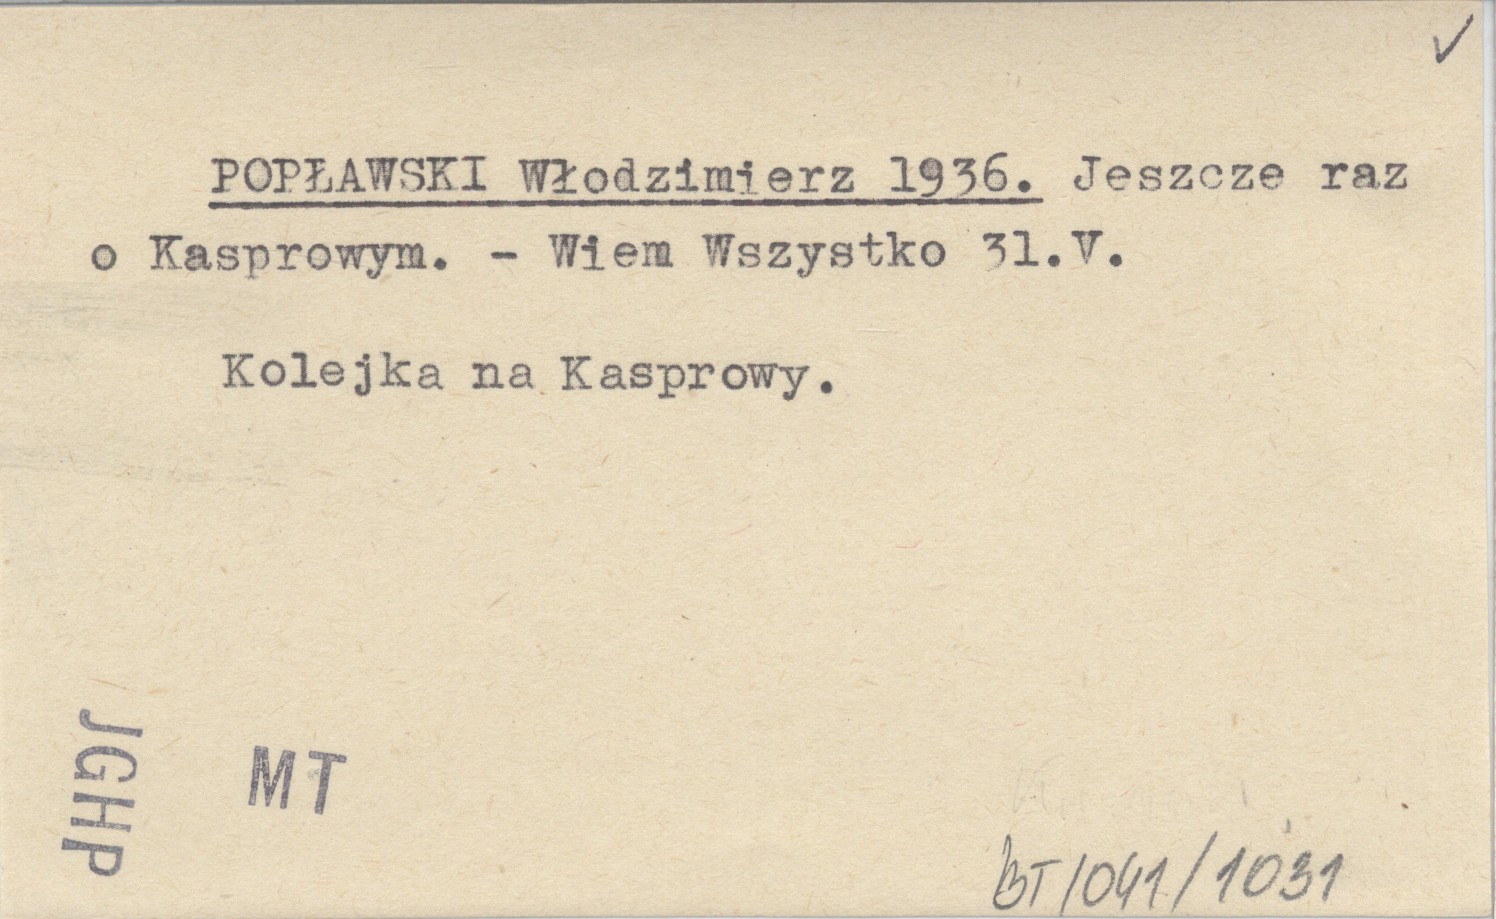 POPŁAWSKI Włodzimierz 1936. Jeszcze raz
o Kasprowym. - Wiem Wszystko 31.V.
Kolejka na Kasprowy.
JGHP
MT
BT/041/1031